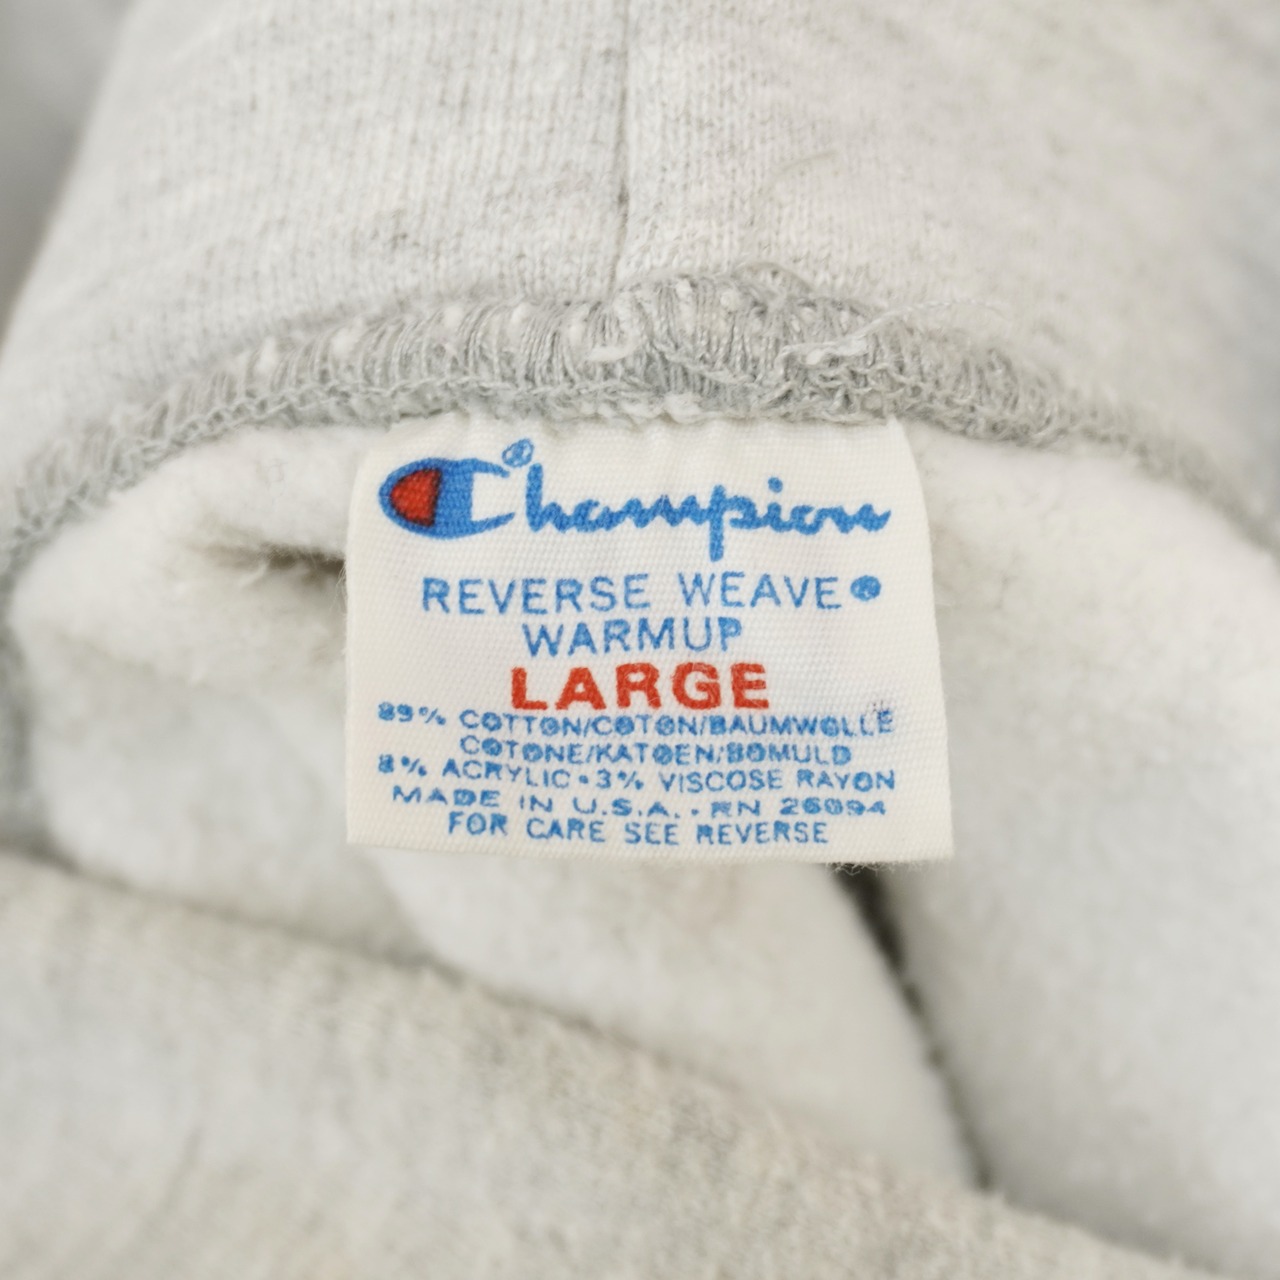 Champion®
REVERSE WEAVE®
WARMUP
LARGE
89% COTTON/COTON/BAUMWOLLE
COTONE/KATOEN/BOMULD
8% ACRYLIC • 3% VISCOSE RAYON
MADE IN U.S.A. • RN 26094
FOR CARE SEE REVERSE